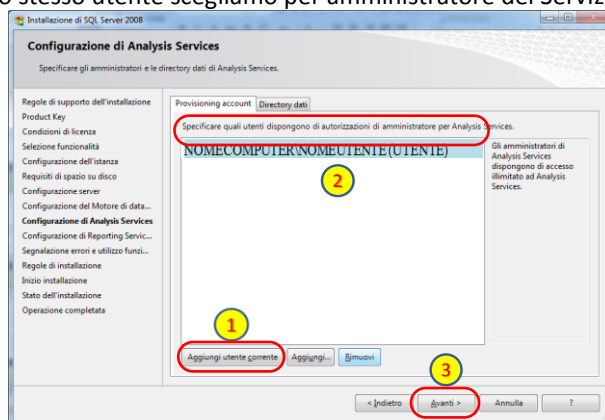 o stesso utente scegliamo per amministratore dei Serviz
Installazione di SQL Server 2008
Configurazione di Analysis Services
Specificare gli amministratori e le directory dati di Analysis Services.
Regole di supporto dell'installazione
Product Key
Condizioni di licenza
Selezione funzionalità
Configurazione dell'istanza
Requisiti di spazio su disco
Configurazione server
Configurazione del Motore di data...
Configurazione di Analysis Services
Configurazione di Reporting Servic...
Segnalazione errori e utilizzo funzi...
Regole di installazione
Inizio installazione
Stato dell'installazione
Operazione completata
Provisioning account
Directory dati
Specificare quali utenti dispongono di autorizzazioni di amministratore per Analysis Services.
NOMECOMPUTER\NOMEUTENTE (UTENTE)
2
Gli amministratori di
Analysis Services
dispongono di accesso
illimitato ad Analysis
Services.
1
Aggiungi utente corrente
Aggiungi...
Rimuovi
3
< Indietro
Avanti >
Annulla
?